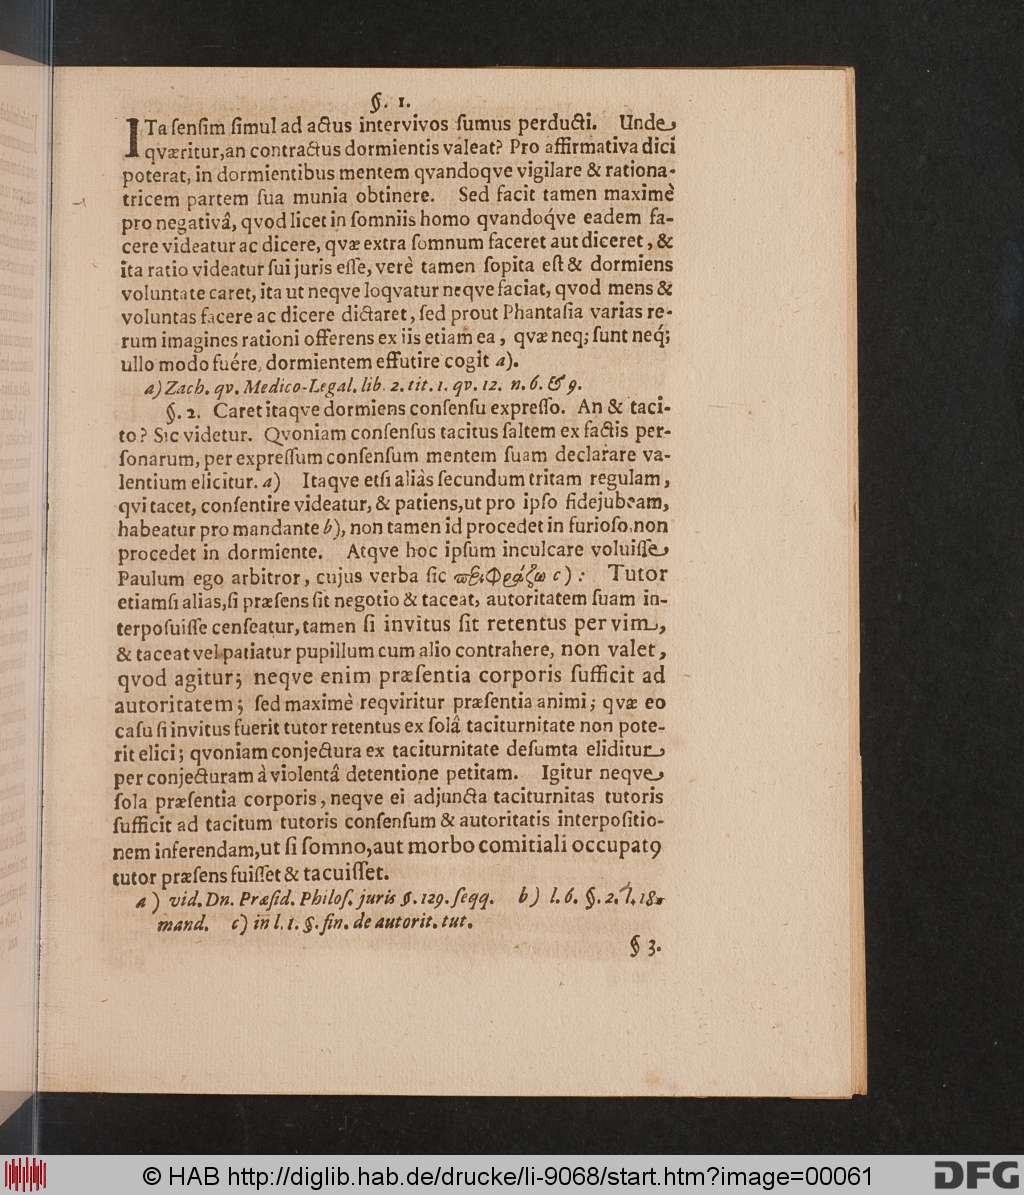 §. 1.
ITa ſenſim ſimul ad actus intervivos ſumus perducti. Unde
qværitur,an contractus dormientis valeat? Pro affirmativa dici
poterat, in dormientibus mentem qvandoqve vigilare & rationa-
tricem partem ſua munia obtinere. Sed facit tamen maximè
pro negativâ, qvod licet in ſomniis homo qvandoq́ve eadem fa-
cere videatur ac dicere, qvæ extra ſomnum faceret aut diceret, &
ita ratio videatur ſui juris eſſe, verè tamen ſopita eſt & dormiens
voluntate caret, ita ut neqve loqvatur neqve faciat, qvod mens &
voluntas facere ac dicere dictaret, ſed prout Phantaſia varias re-
rum imagines rationi offerens ex iis etiam ea, qvæ neq; ſunt neq́;
ullo modo fuére, dormientem effutire cogit a).
a) Zach. qv. Medico-Legal. lib. 2. tit. 1. qv. 12. n. 6. & 9.
§. 2. Caret itaqve dormiens conſenſu expreſſo. An & taci-
to? Sic videtur. Qvoniam conſenſus tacitus ſaltem ex factis per-
ſonarum, per expreſſum conſenſum mentem ſuam declarare va-
lentium elicitur. a) Itaqve etſi aliàs ſecundum tritam regulam,
qvi tacet, conſentire videatur, & patiens,ut pro ipſo fidejubeam,
habeatur pro mandante b), non tamen id procedet in furioſo,non
procedet in dormiente. Atqve hoc ipſum inculcare voluiſſe
Paulum ego arbitror, cujus verba ſic περιφράζω c): Tutor
etiamſi alias,ſi præſens ſit negotio & taceat, autoritatem ſuam in-
terpoſuiſſe cenſeatur, tamen ſi invitus ſit retentus per vim,
& taceat vel patiatur pupillum cum alio contrahere, non valet,
qvod agitur; neqve enim præſentia corporis ſufficit ad
autoritatem; ſed maximè reqviritur præſentia animi; qvæ eo
caſu ſi invitus fuerit tutor retentus ex ſolâ taciturnitate non pote-
rit elici; qvoniam conjectura ex taciturnitate deſumta eliditur
per conjecturam à violentâ detentione petitam. Igitur neqve
ſola præſentia corporis, neqve ei adjuncta taciturnitas tutoris
ſufficit ad tacitum tutoris conſenſum & autoritatis interpoſitio-
nem inferendam,ut ſi ſomno,aut morbo comitiali occupatꝰ
tutor præſens fuiſſet & tacuiſſet.
a) vid. Dn. Præſid. Philoſ. juris §. 129. ſeqq. b) l. 6. §. 2. l. 18.
mand. c) in l. 1. §. fin. de autorit. tut.
§ 3.
© HAB http://diglib.hab.de/drucke/li-9068/start.htm?image=00061
DFG